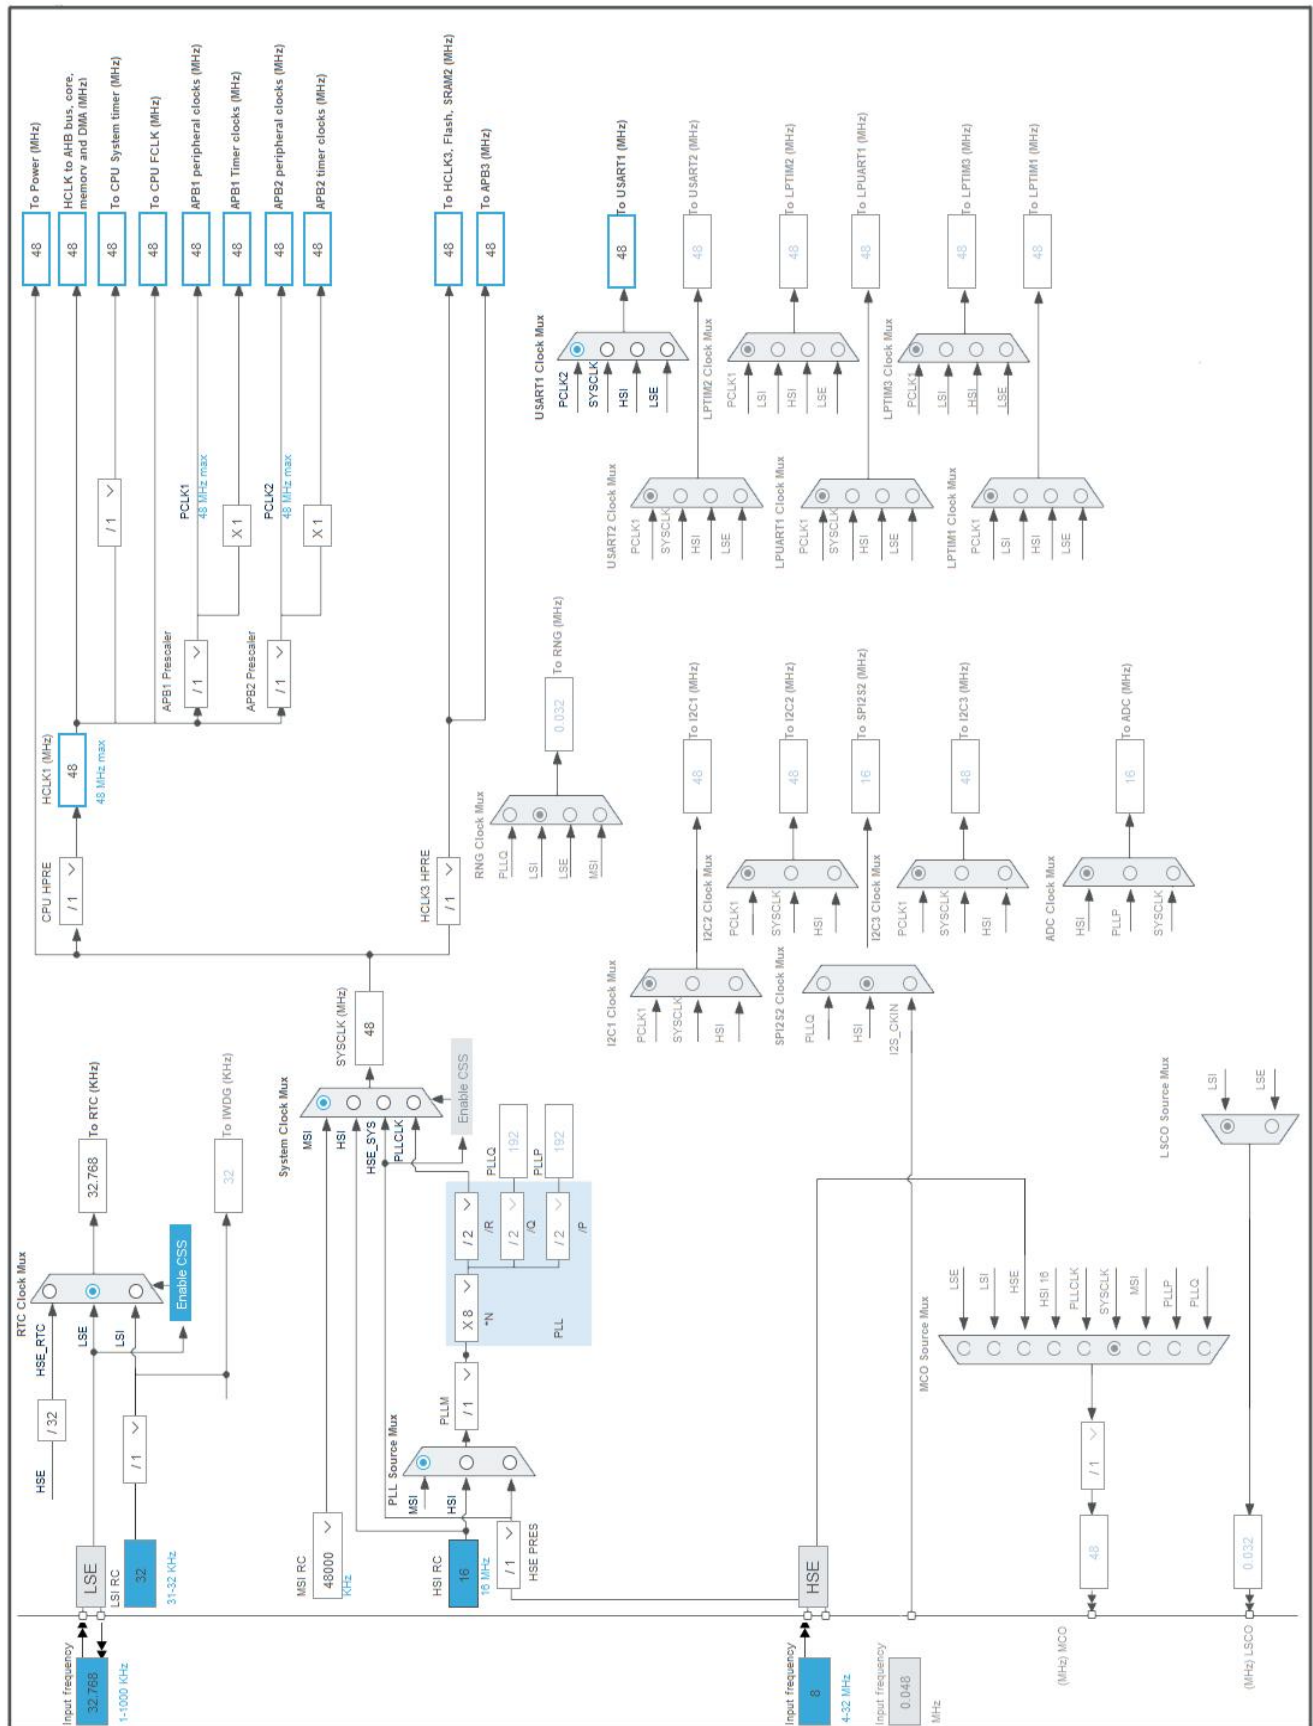 Input frequency
32.768
1-1000 KHz
LSE
LSI RC
32
31-32 KHz
HSE
/ 32
HSE_RTC
/ 1
LSE
LSI
RTC Clock Mux
Enable CSS
32.768
To RTC (KHz)
32
To IWDG (KHz)
MSI RC
48000
KHz
HSI RC
16
16 MHz
/ 1
HSE PRES
PLL Source Mux
MSI
HSI
PLLM
/ 1
X 8
*N
PLL
/ 2
/R
/ 2
/Q
/ 2
/P
PLLQ
192
PLLP
192
System Clock Mux
MSI
HSI
HSE_SYS
PLLCLK
Enable CSS
SYSCLK (MHz)
48
CPU HPRE
/ 1
HCLK1 (MHz)
48
48 MHz max
HCLK3 HPRE
/ 1
APB1 Prescaler
/ 1
APB2 Prescaler
/ 1
/ 1
PCLK1
48 MHz max
X 1
PCLK2
48 MHz max
X 1
48
To Power (MHz)
48
HCLK to AHB bus, core,
memory and DMA (MHz)
48
To CPU System timer (MHz)
48
To CPU FCLK (MHz)
48
APB1 peripheral clocks (MHz)
48
APB1 Timer clocks (MHz)
48
APB2 peripheral clocks (MHz)
48
APB2 timer clocks (MHz)
48
To HCLK3, Flash, SRAM2 (MHz)
48
To APB3 (MHz)
RNG Clock Mux
PLLQ
LSI
LSE
MSI
0.032
To RNG (MHz)
USART1 Clock Mux
PCLK2
SYSCLK
HSI
LSE
48
To USART1 (MHz)
USART2 Clock Mux
PCLK1
SYSCLK
HSI
LSE
48
To USART2 (MHz)
LPTIM2 Clock Mux
PCLK1
LSI
HSI
LSE
48
To LPTIM2 (MHz)
LPUART1 Clock Mux
PCLK1
SYSCLK
HSI
LSE
48
To LPUART1 (MHz)
LPTIM3 Clock Mux
PCLK1
LSI
HSI
LSE
48
To LPTIM3 (MHz)
LPTIM1 Clock Mux
PCLK1
LSI
HSI
LSE
48
To LPTIM1 (MHz)
I2C1 Clock Mux
PCLK1
SYSCLK
HSI
48
To I2C1 (MHz)
I2C2 Clock Mux
PCLK1
SYSCLK
HSI
48
To I2C2 (MHz)
SPI2S2 Clock Mux
PLLQ
HSI
I2S_CKIN
16
To SPI2S2 (MHz)
I2C3 Clock Mux
PCLK1
SYSCLK
HSI
48
To I2C3 (MHz)
ADC Clock Mux
HSI
PLLP
SYSCLK
16
To ADC (MHz)
Input frequency
8
4-32 MHz
HSE
Input frequency
0.048
MHz
MCO Source Mux
LSE
LSI
HSE
HSI 16
PLLCLK
SYSCLK
MSI
PLLP
PLLQ
/ 1
48
(MHz) MCO
LSCO Source Mux
LSI
LSE
0.032
(MHz) LSCO